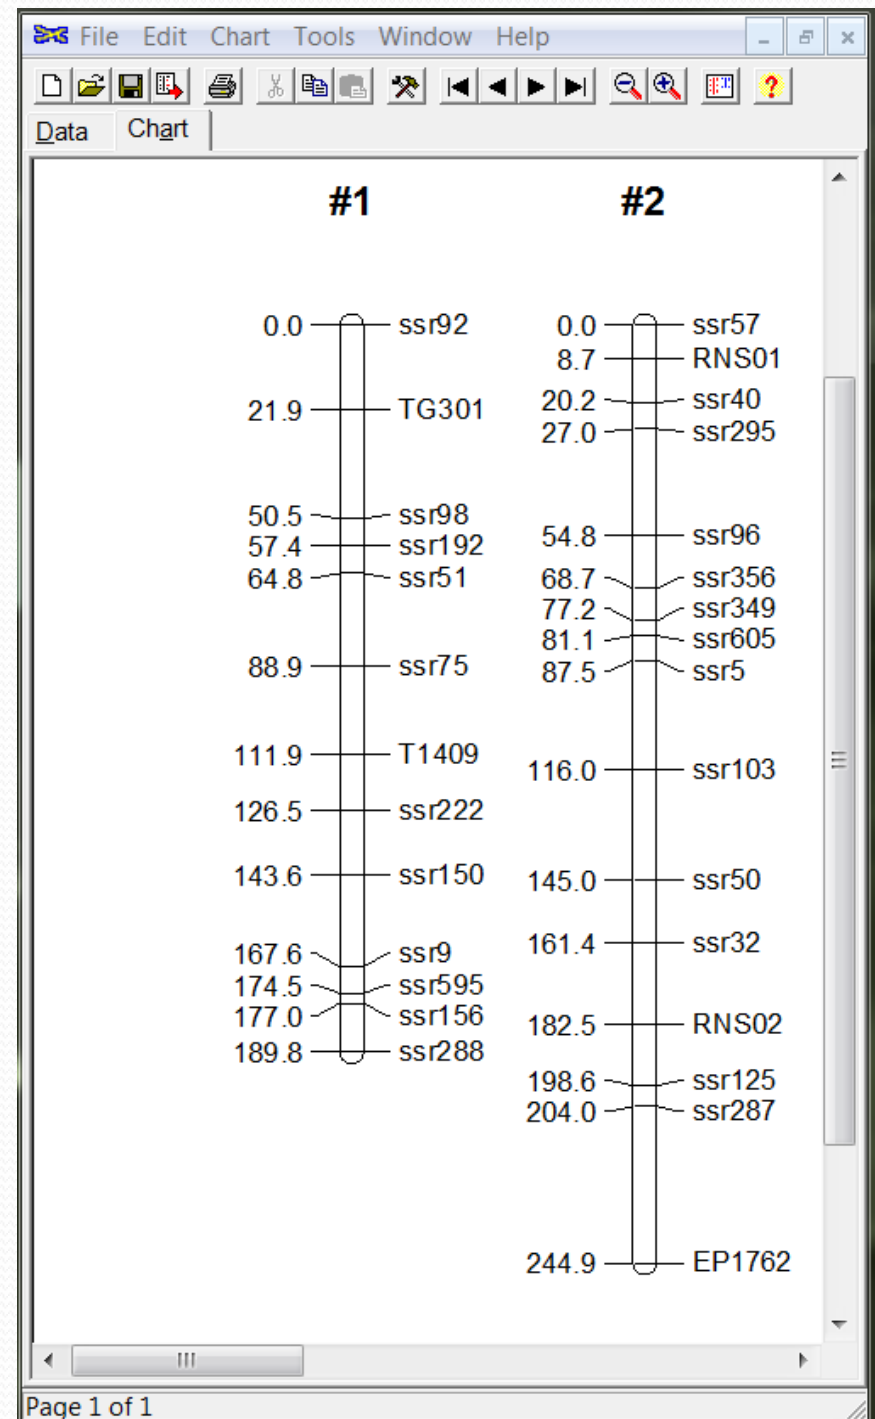 File Edit Chart Tools Window Help
Data Chart
#1 #2
0.0 ssr92 0.0 ssr57
8.7 RNS01
21.9 TG301 20.2 ssr40
27.0 ssr295
50.5 ssr98
57.4 ssr192 54.8 ssr96
64.8 ssr51 68.7 ssr356
77.2 ssr349
81.1 ssr605
88.9 ssr75 87.5 ssr5
111.9 T1409 116.0 ssr103
126.5 ssr222
143.6 ssr150 145.0 ssr50
167.6 ssr9 161.4 ssr32
174.5 ssr595
177.0 ssr156 182.5 RNS02
189.8 ssr288
198.6 ssr125
204.0 ssr287
244.9 EP1762
Page 1 of 1